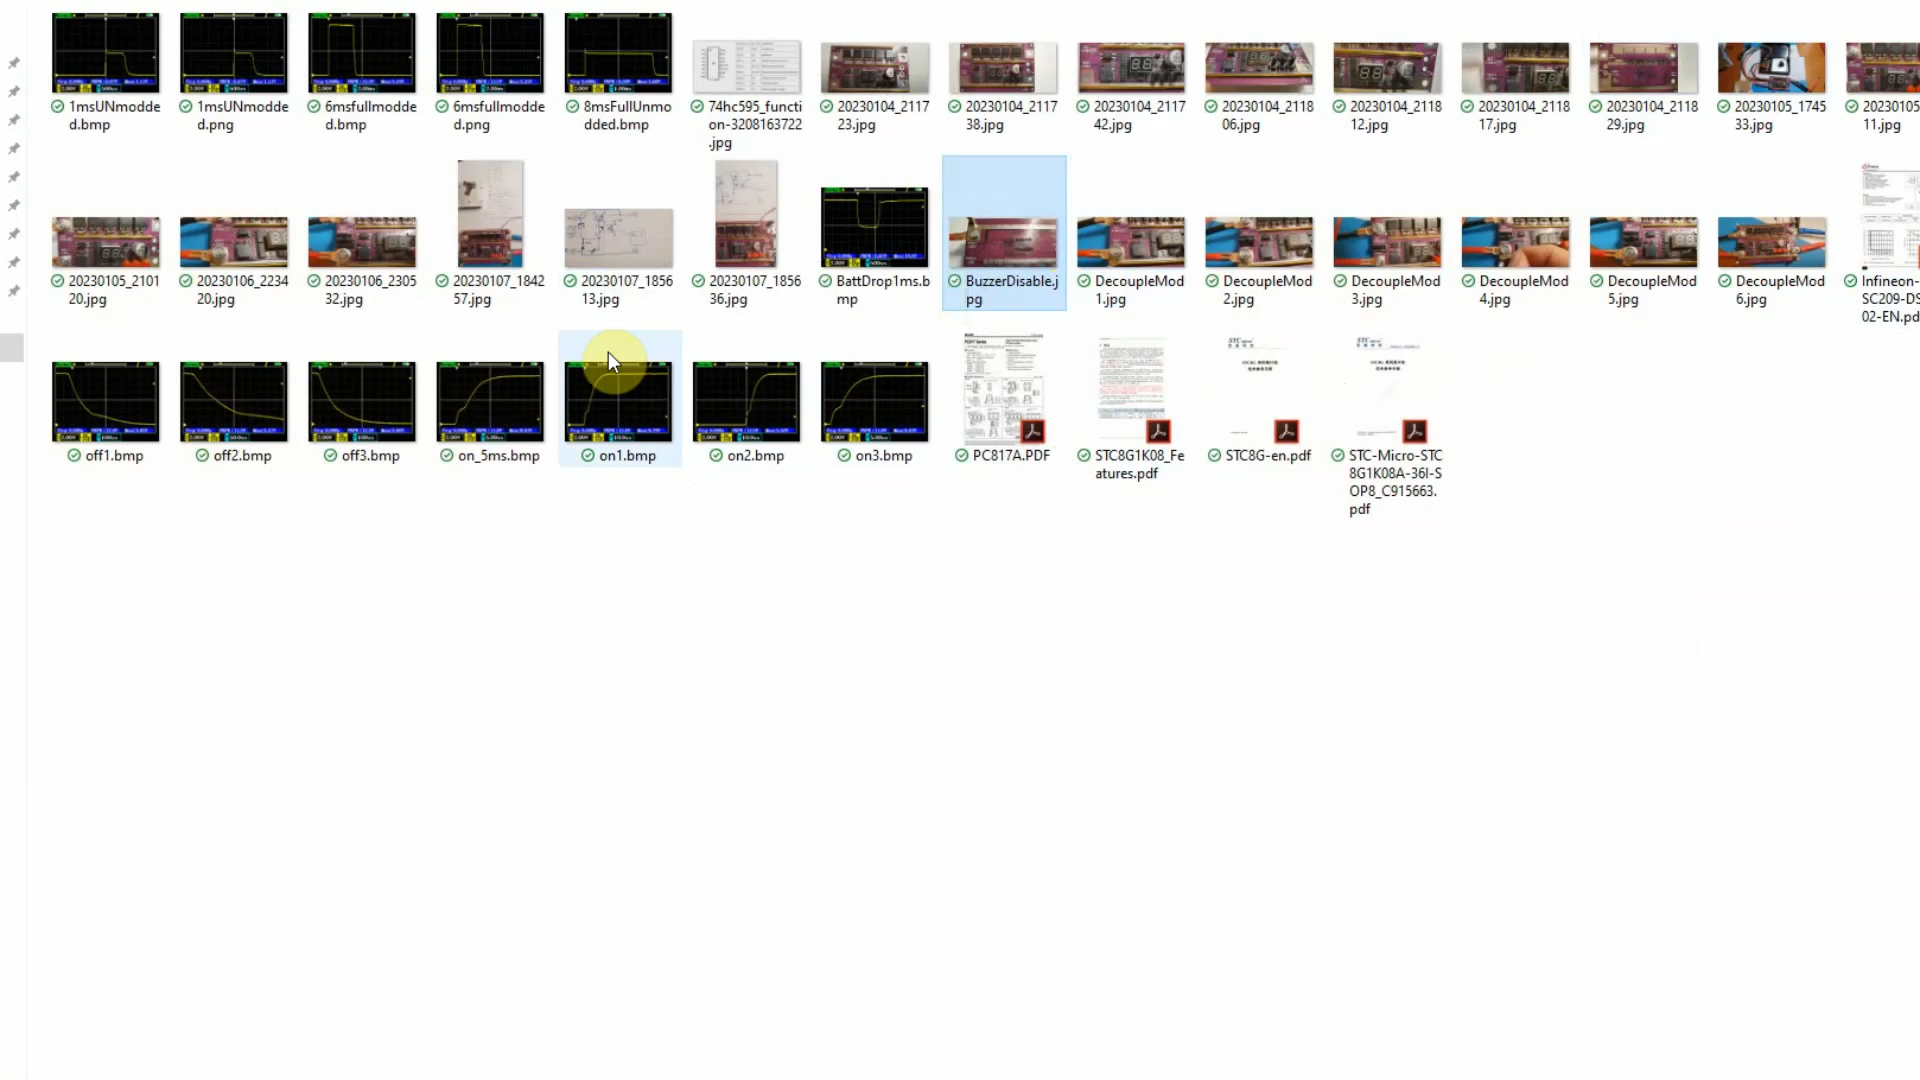 1msUNmodde
d.bmp
1msUNmodde
d.png
6msfullmodde
d.bmp
6msfullmodde
d.png
8msFullUnmo
dded.bmp
74hc595_functi
on-3208163722
.jpg
20230104_2117
23.jpg
20230104_2117
38.jpg
20230104_2117
42.jpg
20230104_2118
06.jpg
20230104_2118
12.jpg
20230104_2118
17.jpg
20230104_2118
29.jpg
20230105_1745
33.jpg
20230105
11.jpg
20230105_2101
20.jpg
20230106_2234
20.jpg
20230106_2305
32.jpg
20230107_1842
57.jpg
20230107_1856
13.jpg
20230107_1856
36.jpg
BattDrop1ms.b
mp
BuzzerDisable.j
pg
DecoupleMod
1.jpg
DecoupleMod
2.jpg
DecoupleMod
3.jpg
DecoupleMod
4.jpg
DecoupleMod
5.jpg
DecoupleMod
6.jpg
Infineon-
SC209-DS
02-EN.pd
off1.bmp
off2.bmp
off3.bmp
on_5ms.bmp
on1.bmp
on2.bmp
on3.bmp
PC817A.PDF
STC8G1K08_Fe
atures.pdf
STC8G-en.pdf
STC-Micro-STC
8G1K08A-36I-S
OP8_C915663.
pdf